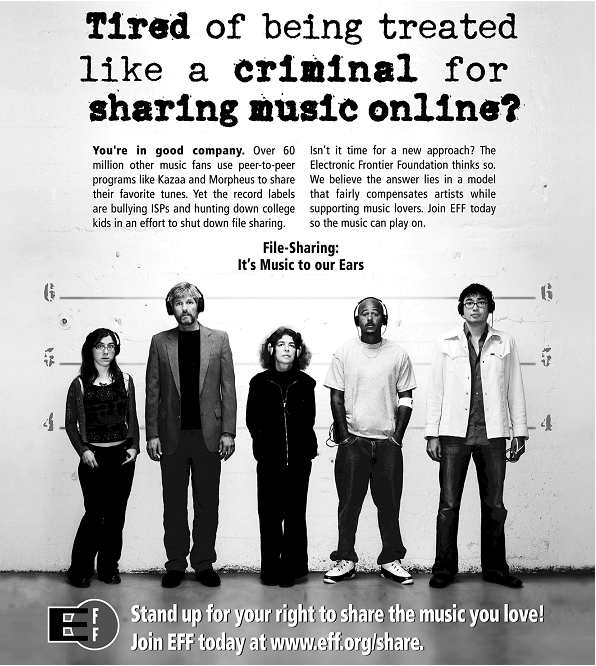 Tired of being treated
like a criminal for
sharing music online?
You're in good company. Over 60
million other music fans use peer-to-peer
programs like Kazaa and Morpheus to share
their favorite tunes. Yet the record labels
are bullying ISPs and hunting down college
kids in an effort to shut down file sharing.
Isn't it time for a new approach? The
Electronic Frontier Foundation thinks so.
We believe the answer lies in a model
that fairly compensates artists while
supporting music lovers. Join EFF today
so the music can play on.
File-Sharing:
It's Music to our Ears
6 6
5 5
4 4
EFF
Stand up for your right to share the music you love!
Join EFF today at www.eff.org/share.